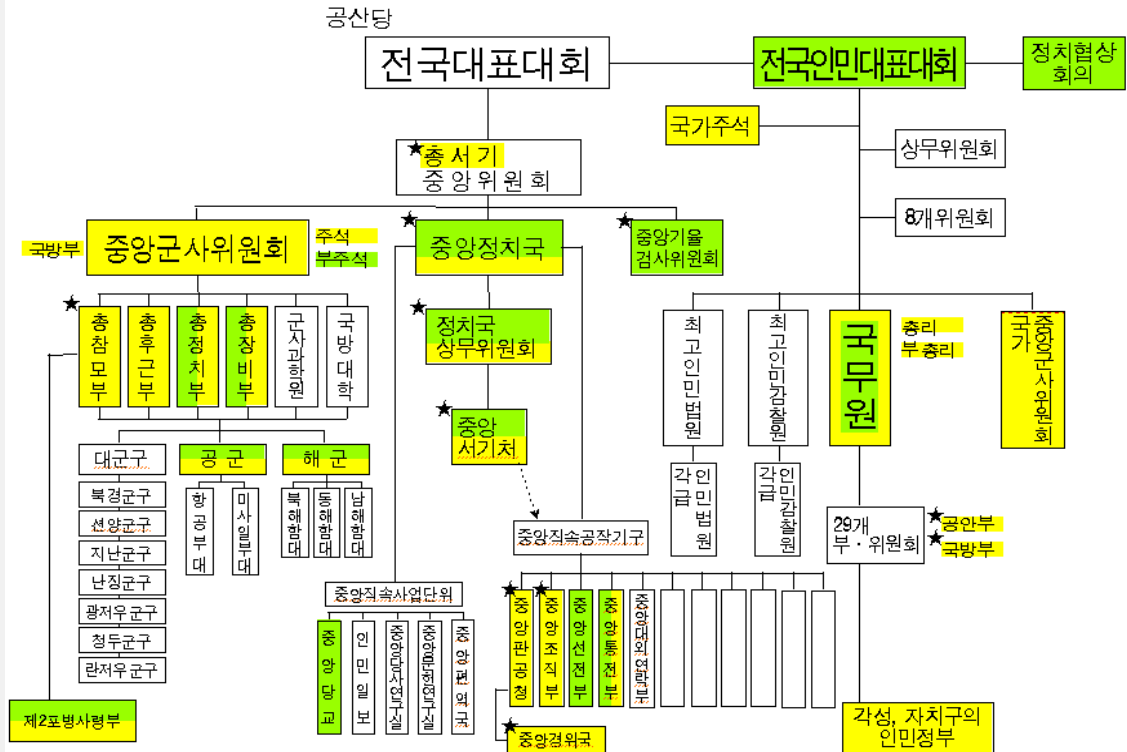 공산당
전국대표대회
전국인민대표대회
정치협상
회의
국가주석
상무위원회
8개위원회
총 서 기
중 앙 위 원 회
국방부
중앙군사위원회
주석
부주석
중앙정치국
중앙기율
검사위원회
정치국
상무위원회
중앙
서기처
총참모부
총후근부
총정치부
총장비부
군사과학원
국방대학
최고인민법원
최고인민감찰원
국무원
총리
부총리
국가
중앙군사위원회
대군구
공 군
해 군
북경군구
션양군구
지난군구
난징군구
광저우군구
청두군구
란저우군구
항공부대
미사일부대
북해함대
동해함대
남해함대
각급
인민법원
각급
인민감찰원
29개
부·위원회
공안부
국방부
중앙직속공작기구
중앙직속사업단위
중앙당교
인민일보
중앙당사연구실
중앙문헌연구실
중앙편역국
중앙판공청
중앙조직부
중앙선전부
중앙통전부
중앙대외연락부
제2포병사령부
중앙경위국
각성, 자치구의
인민정부